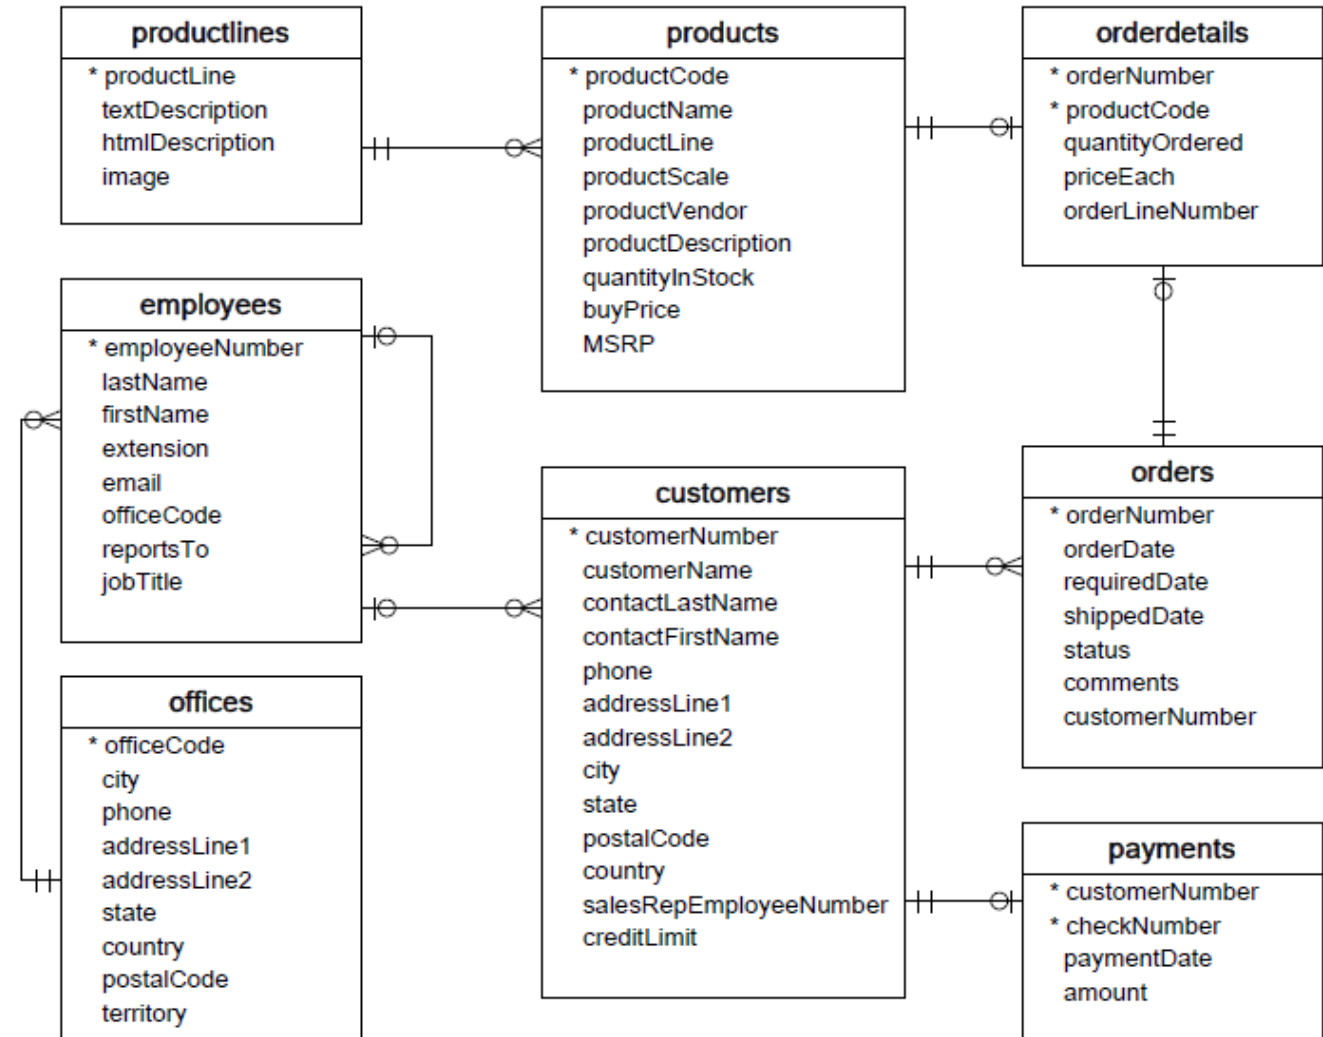 productlines
* productLine
textDescription
htmlDescription
image
products
* productCode
productName
productLine
productScale
productVendor
productDescription
quantityInStock
buyPrice
MSRP
orderdetails
* orderNumber
* productCode
quantityOrdered
priceEach
orderLineNumber
employees
* employeeNumber
lastName
firstName
extension
email
officeCode
reportsTo
jobTitle
customers
* customerNumber
customerName
contactLastName
contactFirstName
phone
addressLine1
addressLine2
city
state
postalCode
country
salesRepEmployeeNumber
creditLimit
orders
* orderNumber
orderDate
requiredDate
shippedDate
status
comments
customerNumber
offices
* officeCode
city
phone
addressLine1
addressLine2
state
country
postalCode
territory
payments
* customerNumber
* checkNumber
paymentDate
amount